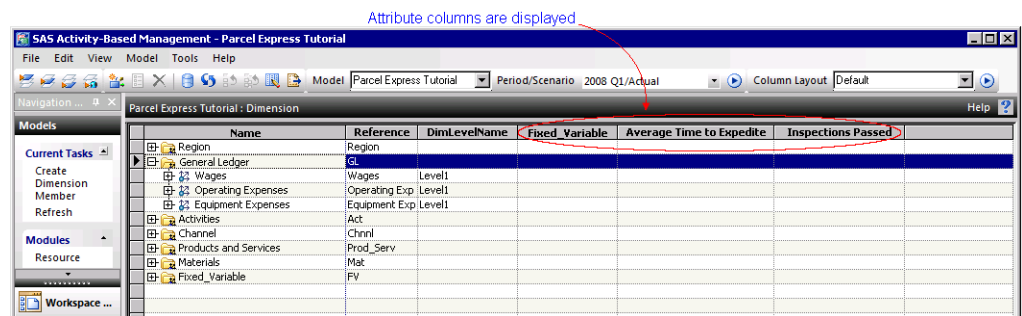 Attribute columns are displayed
SAS Activity-Based Management - Parcel Express Tutorial
File Edit View Model Tools Help
Model Parcel Express Tutorial Period/Scenario 2008 Q1/Actual Column Layout Default
Navigation ... Parcel Express Tutorial : Dimension Help ?
Models
Name Reference DimLevelName Fixed_Variable Average Time to Expedite Inspections Passed
Region Region
Current Tasks
General Ledger GL
Create Dimension Member
Wages Wages Level1
Operating Expenses Operating Exp Level1
Equipment Expenses Equipment Exp Level1
Refresh
Activities Act
Channel Chnnl
Modules
Products and Services Prod_Serv
Resource
Materials Mat
Fixed_Variable FV
Workspace ...